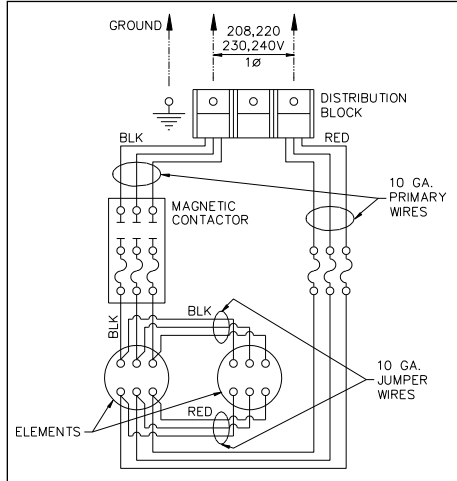 GROUND
208,220
230,240V
1Ø
DISTRIBUTION
BLOCK
BLK
RED
10 GA.
PRIMARY
WIRES
MAGNETIC
CONTACTOR
BLK
BLK
10 GA.
JUMPER
WIRES
RED
ELEMENTS